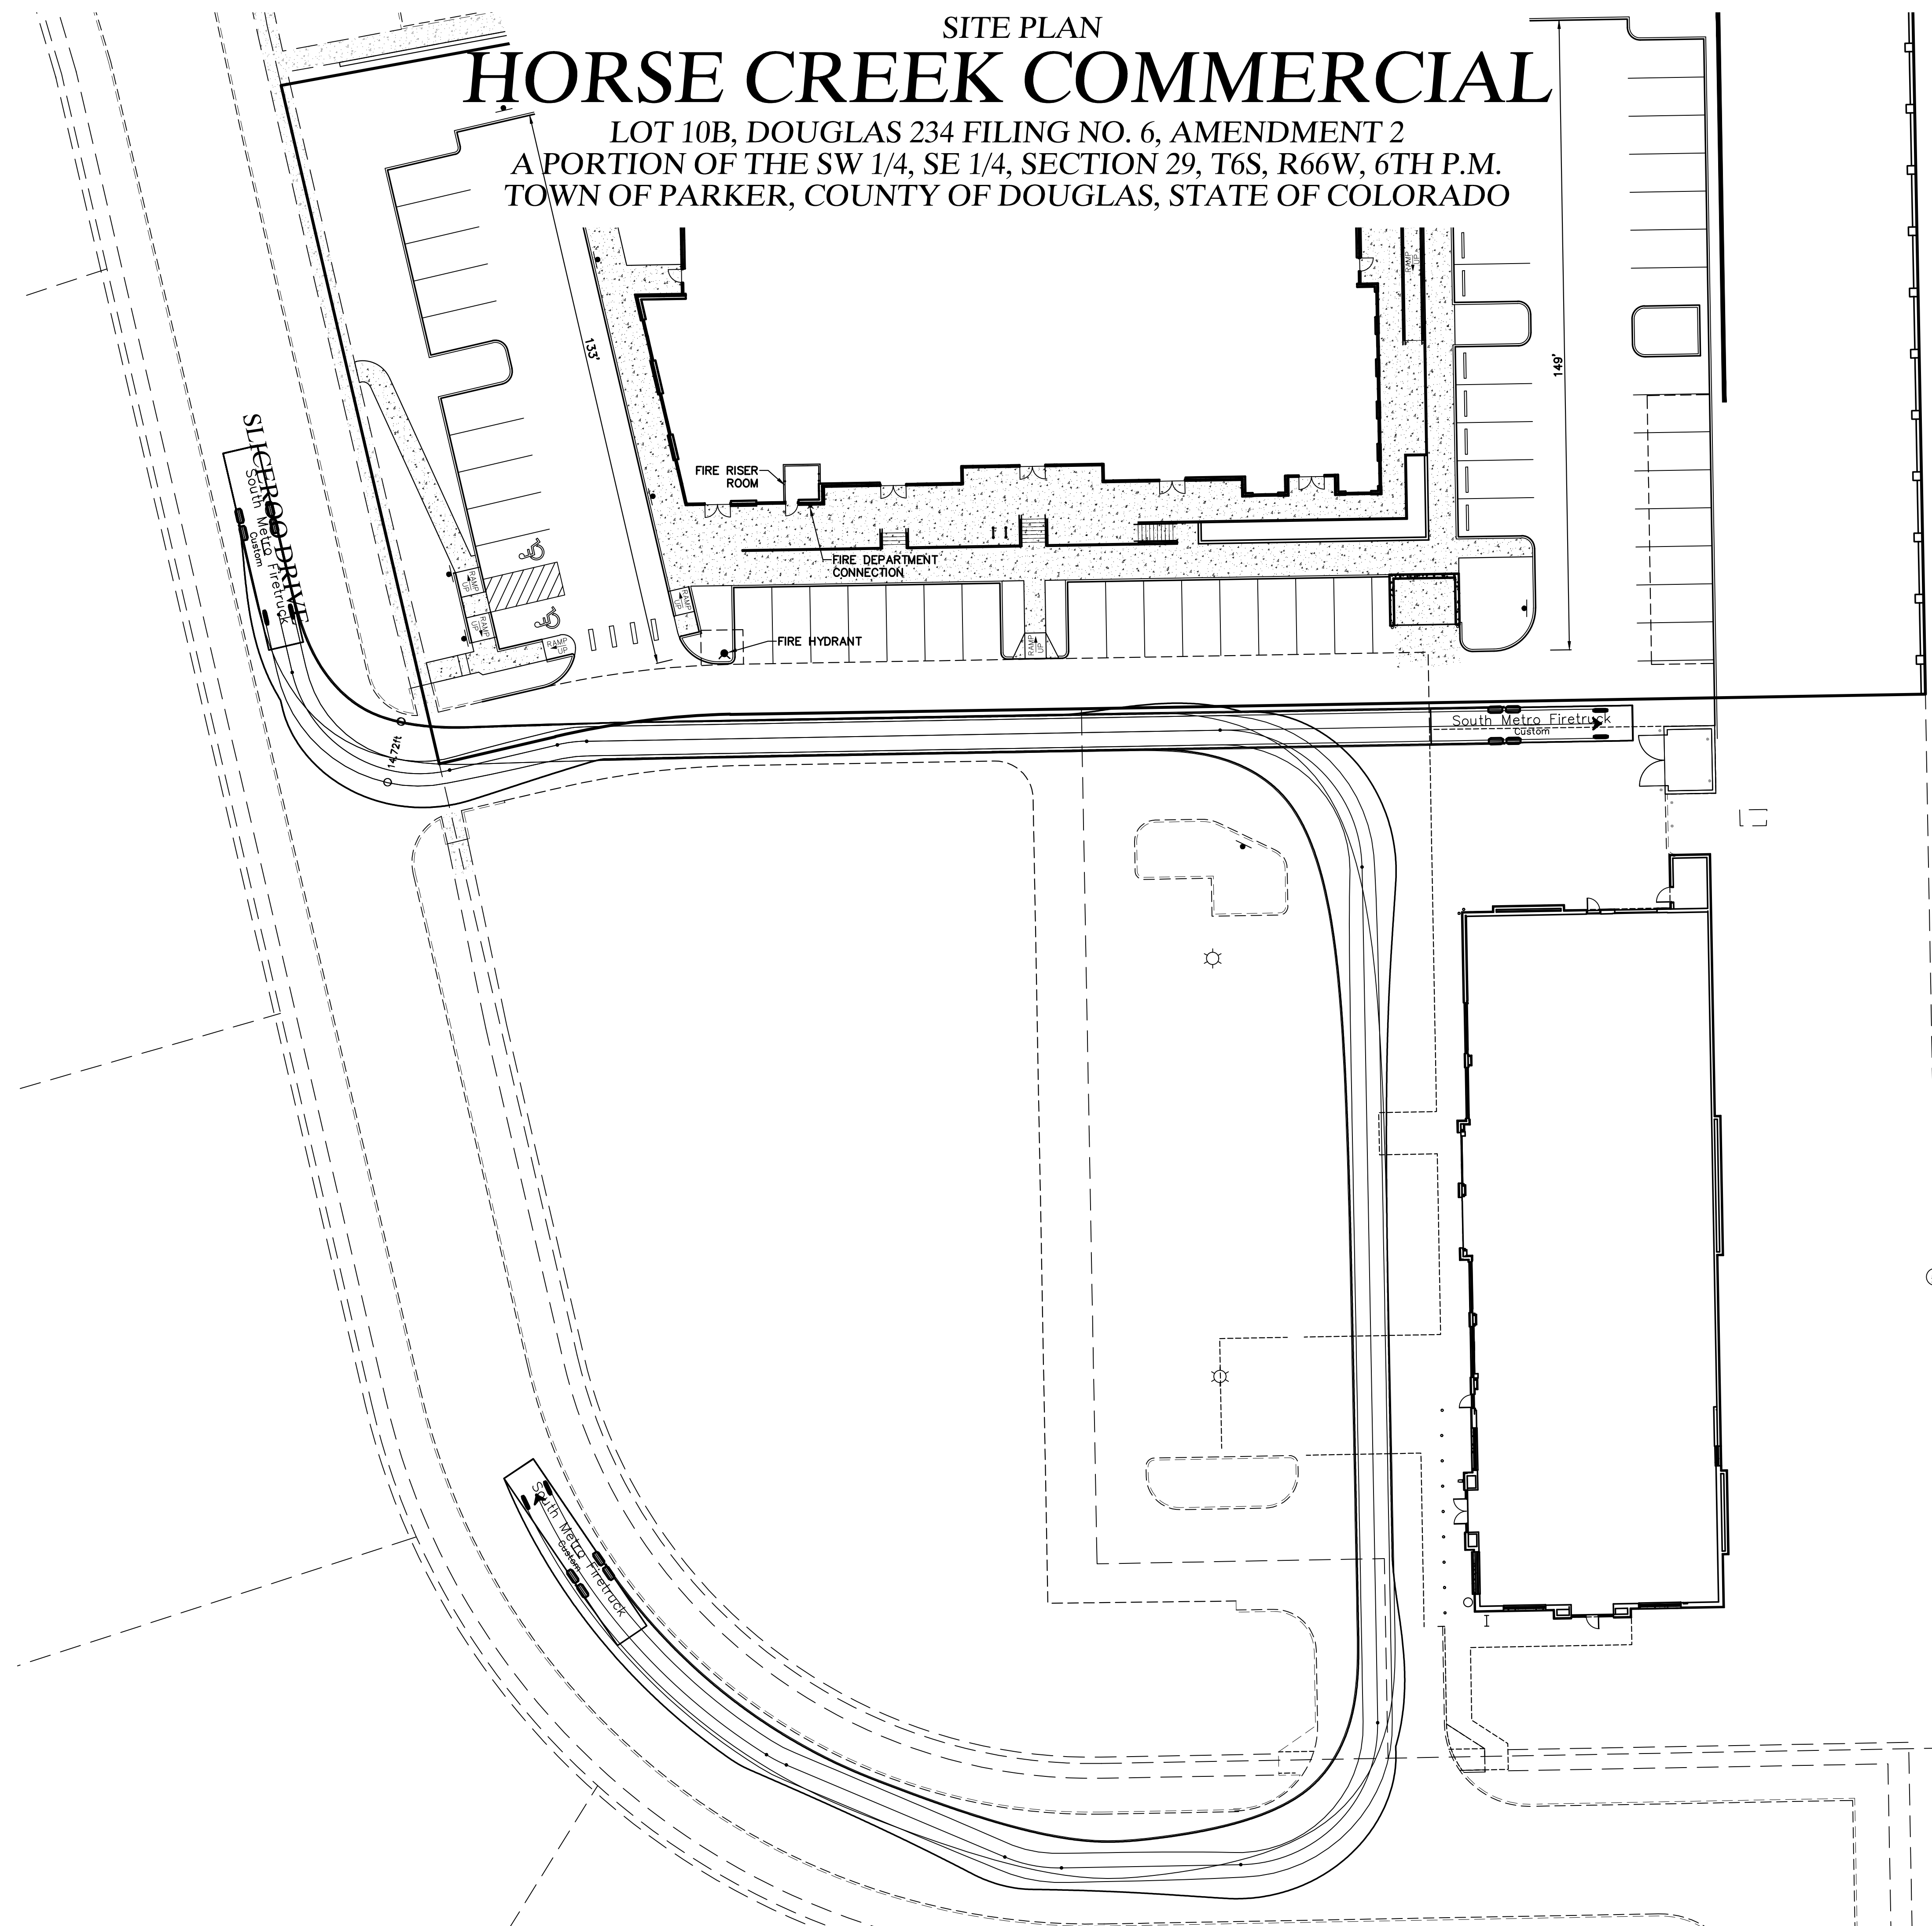 SITE PLAN
HORSE CREEK COMMERCIAL
LOT 10B, DOUGLAS 234 FILING NO. 6, AMENDMENT 2
A PORTION OF THE SW 1/4, SE 1/4, SECTION 29, T6S, R66W, 6TH P.M.
TOWN OF PARKER, COUNTY OF DOUGLAS, STATE OF COLORADO
RAMP
UP
133'
149'
SLICEROO DRIVE
South Metro Firetruck
Custom
FIRE RISER
ROOM
FIRE DEPARTMENT
CONNECTION
RAMP
UP
RAMP
UP
RAMP
UP
RAMP
UP
FIRE HYDRANT
RAMP
UP
14.72ft
South Metro Firetruck
Custom
South Metro Firetruck
Custom